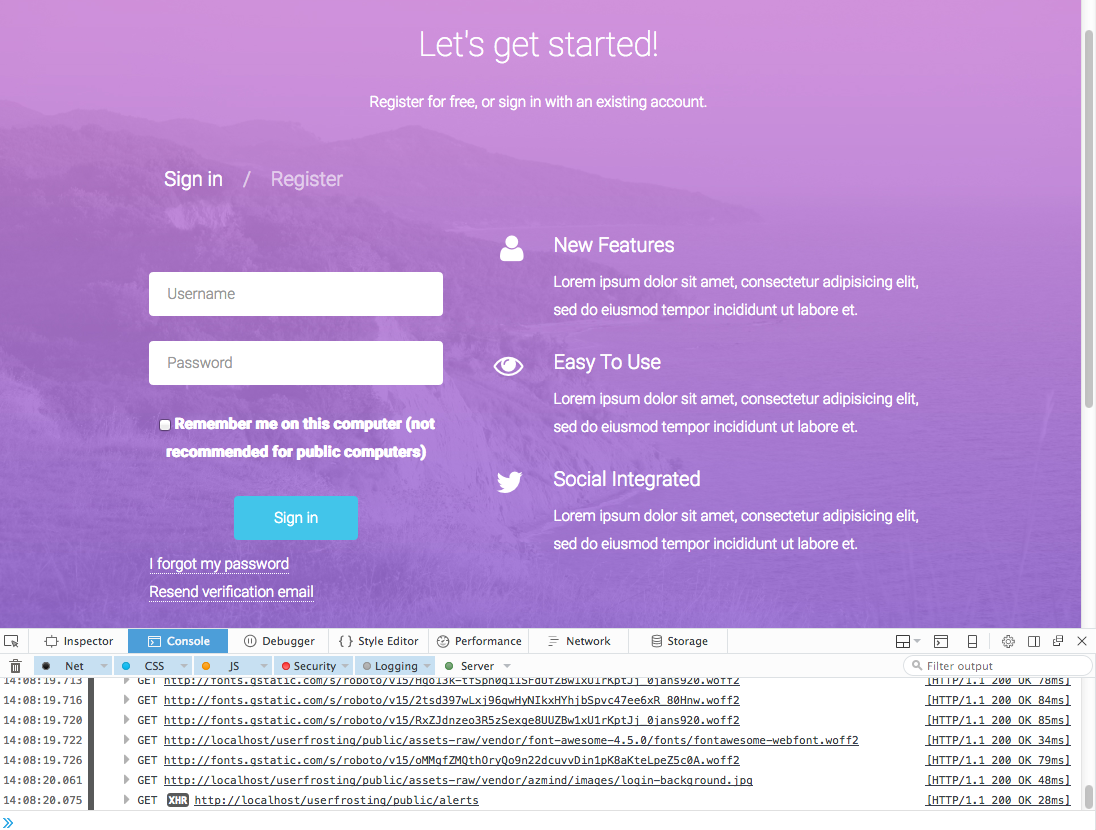 Let's get started!
Register for free, or sign in with an existing account.
Sign in / Register
Username
Password
Remember me on this computer (not
recommended for public computers)
Sign in
I forgot my password
Resend verification email
New Features
Lorem ipsum dolor sit amet, consectetur adipisicing elit,
sed do eiusmod tempor incididunt ut labore et.
Easy To Use
Lorem ipsum dolor sit amet, consectetur adipisicing elit,
sed do eiusmod tempor incididunt ut labore et.
Social Integrated
Lorem ipsum dolor sit amet, consectetur adipisicing elit,
sed do eiusmod tempor incididunt ut labore et.
Inspector Console Debugger Style Editor Performance Network Storage
Net CSS JS Security Logging Server Filter output
14:08:19.713 GET [HTTP/1.1 200 OK 78ms]
14:08:19.716 GET http://fonts.gstatic.com/s/roboto/v15/2tsd397wLxj96qwHyNIkxHYhjbSpvc47ee6xR_80Hnw.woff2 [HTTP/1.1 200 OK 84ms]
14:08:19.720 GET http://fonts.gstatic.com/s/roboto/v15/RxZJdnzeo3R5zSexge8UUZBw1xU1rKptJj_0jans920.woff2 [HTTP/1.1 200 OK 85ms]
14:08:19.722 GET http://localhost/userfrosting/public/assets-raw/vendor/font-awesome-4.5.0/fonts/fontawesome-webfont.woff2 [HTTP/1.1 200 OK 34ms]
14:08:19.726 GET http://fonts.gstatic.com/s/roboto/v15/oMMgfZMQthOryQo9n22dcuvvDin1pK8aKteLpeZ5c0A.woff2 [HTTP/1.1 200 OK 79ms]
14:08:20.061 GET http://localhost/userfrosting/public/assets-raw/vendor/azmind/images/login-background.jpg [HTTP/1.1 200 OK 48ms]
14:08:20.075 GET XHR http://localhost/userfrosting/public/alerts [HTTP/1.1 200 OK 28ms]